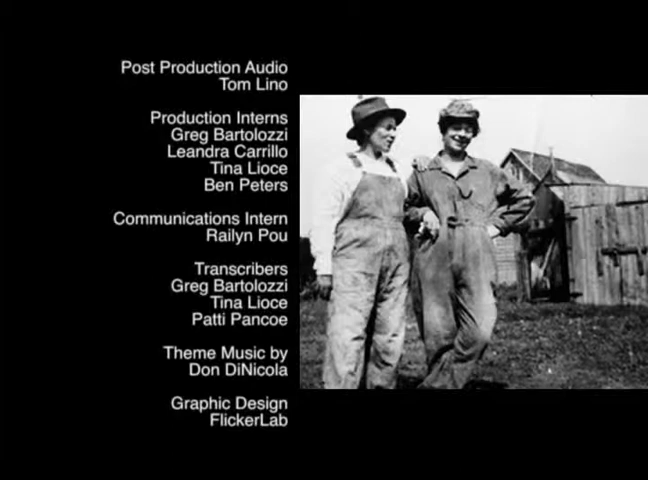 Post Production Audio
Tom Lino
Production Interns
Greg Bartolozzi
Leandra Carrillo
Tina Lioce
Ben Peters
Communications Intern
Railyn Pou
Transcribers
Greg Bartolozzi
Tina Lioce
Patti Pancoe
Theme Music by
Don DiNicola
Graphic Design
FlickerLab